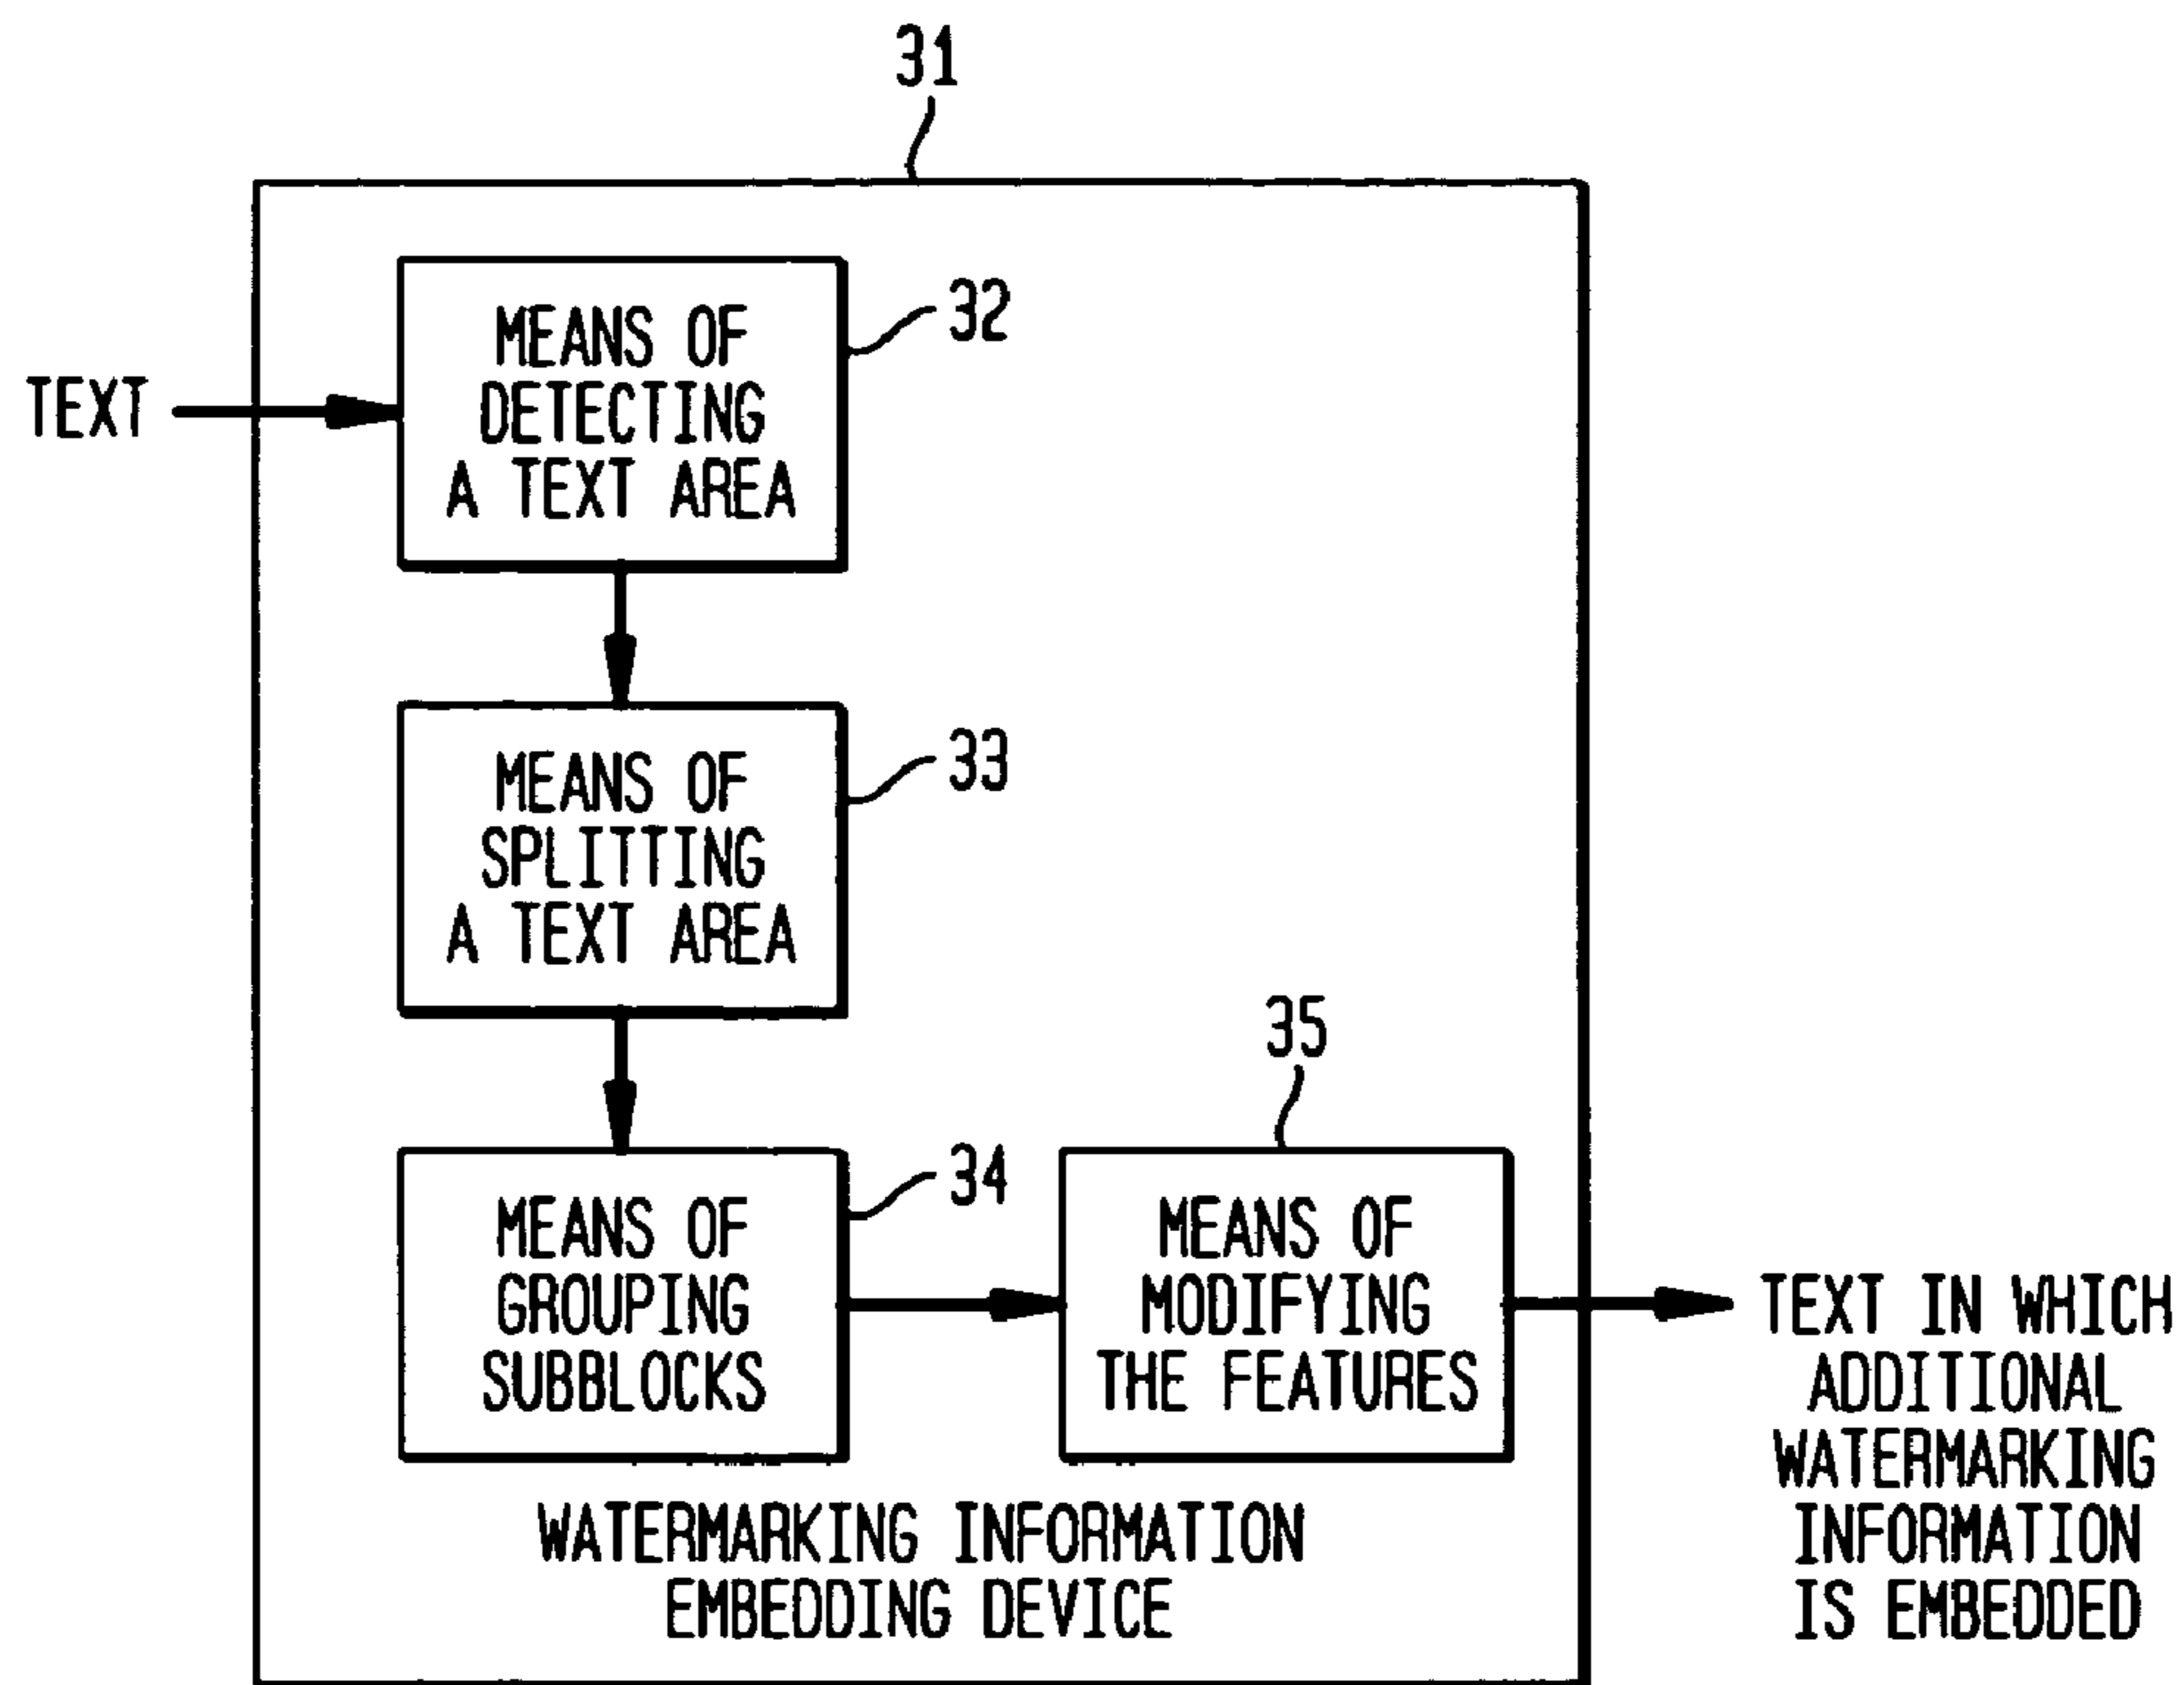 31
MEANS OF
DETECTING
A TEXT AREA
32
TEXT
MEANS OF
SPLITTING
A TEXT AREA
33
MEANS OF
GROUPING
SUBBLOCKS
34
35
MEANS OF
MODIFYING
THE FEATURES
TEXT IN WHICH
ADDITIONAL
WATERMARKING
INFORMATION
IS EMBEDDED
WATERMARKING INFORMATION
EMBEDDING DEVICE